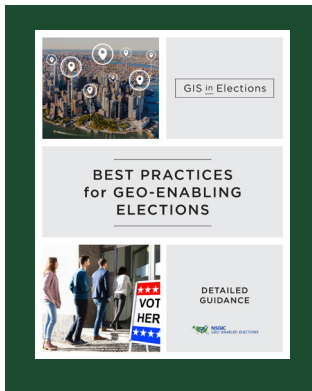 GIS in Elections
BEST PRACTICES
for GEO-ENABLING
ELECTIONS
VOT
HER
DETAILED
GUIDANCE
NSGIC
GEO-ENABLED ELECTIONS